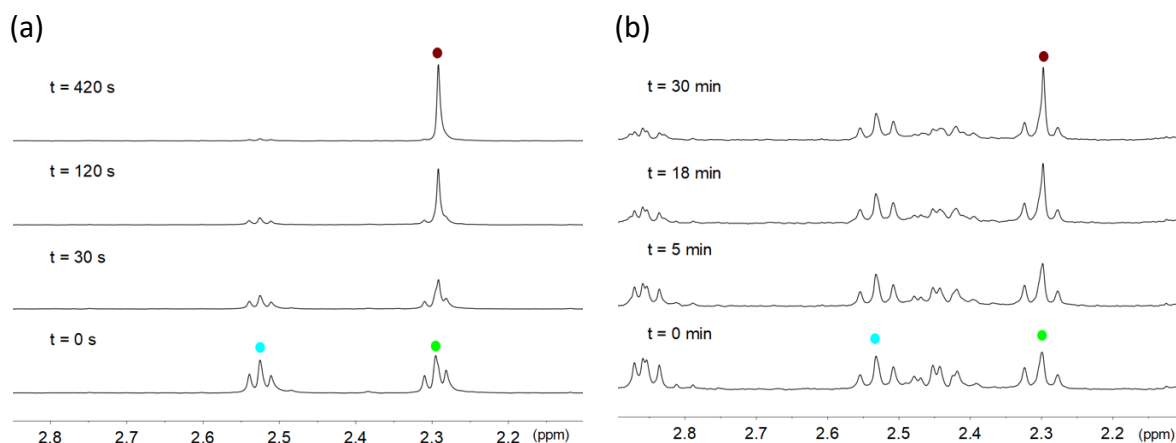 (a)
t = 420 s
t = 120 s
t = 30 s
t = 0 s
2.8 2.7 2.6 2.5 2.4 2.3 2.2 (ppm)
(b)
t = 30 min
t = 18 min
t = 5 min
t = 0 min
2.8 2.7 2.6 2.5 2.4 2.3 2.2 (ppm)